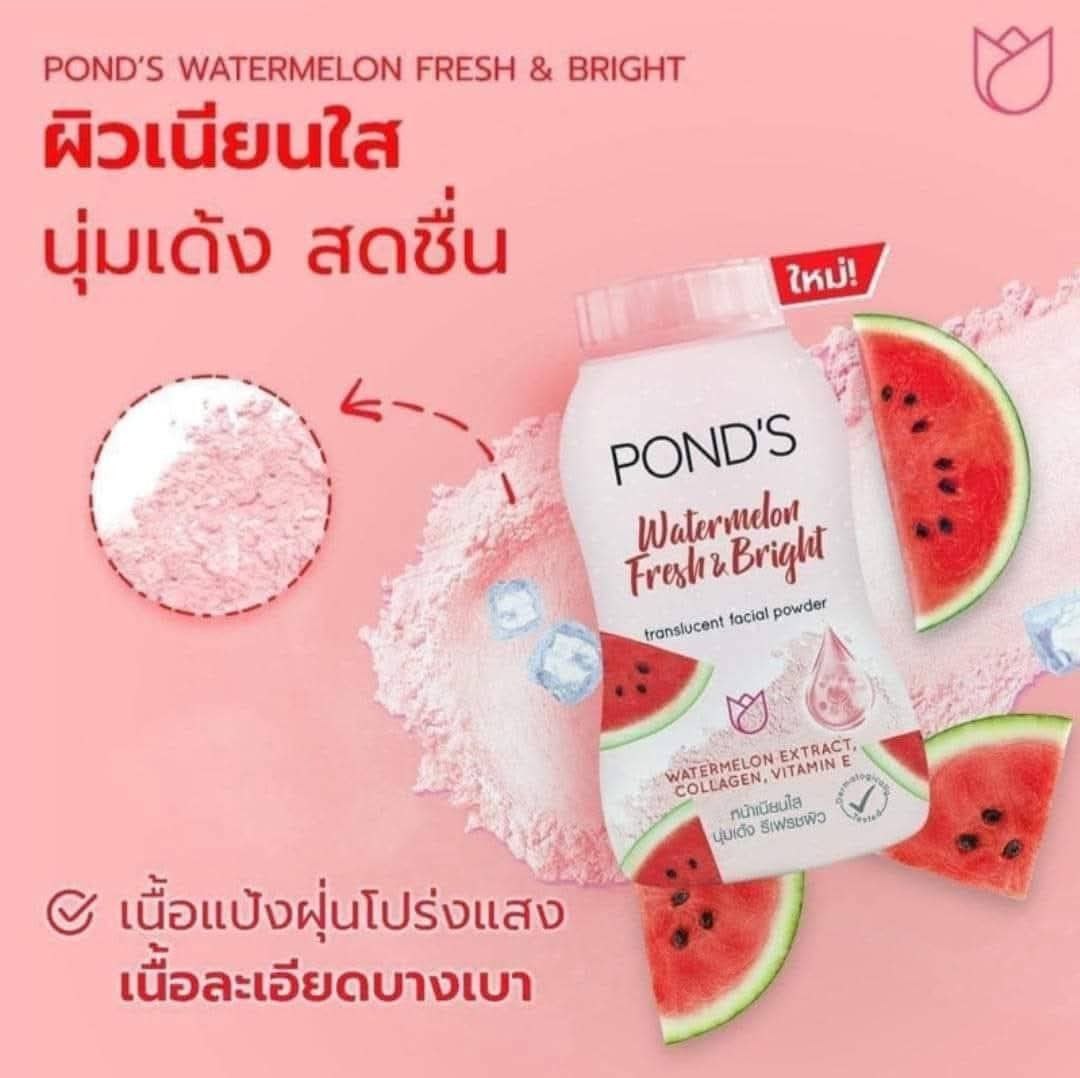 POND'S WATERMELON FRESH & BRIGHT
ผิวเนียนใส
นุ่มเด้ง สดชื่น
ใหม่!
POND'S
Watermelon
Fresh & Bright
translucent facial powder
WATERMELON EXTRACT,
COLLAGEN, VITAMIN E
หน้าเนียนใส
นุ่มเด้ง รีเฟรชผิว
Dermatologically
Tested
เนื้อแป้งฝุ่นโปร่งแสง
เนื้อละเอียดบางเบา